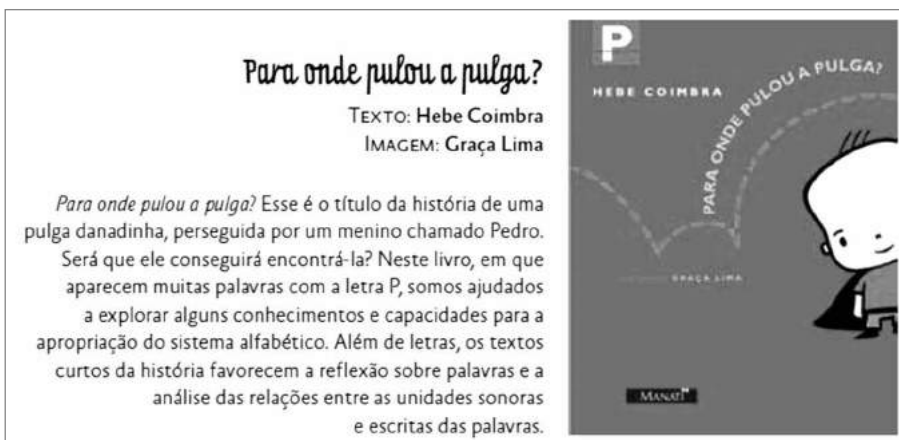 Para onde pulou a pulga?
TEXTO: Hebe Coimbra
IMAGEM: Graça Lima
Para onde pulou a pulga? Esse é o título da história de uma
pulga danadinha, perseguida por um menino chamado Pedro.
Será que ele conseguirá encontrá-la? Neste livro, em que
aparecem muitas palavras com a letra P, somos ajudados
a explorar alguns conhecimentos e capacidades para a
apropriação do sistema alfabético. Além de letras, os textos
curtos da história favorecem a reflexão sobre palavras e a
análise das relações entre as unidades sonoras
e escritas das palavras.
P
HEBE COIMBRA
PARA ONDE PULOU A PULGA?
GRAÇA LIMA
MANATI